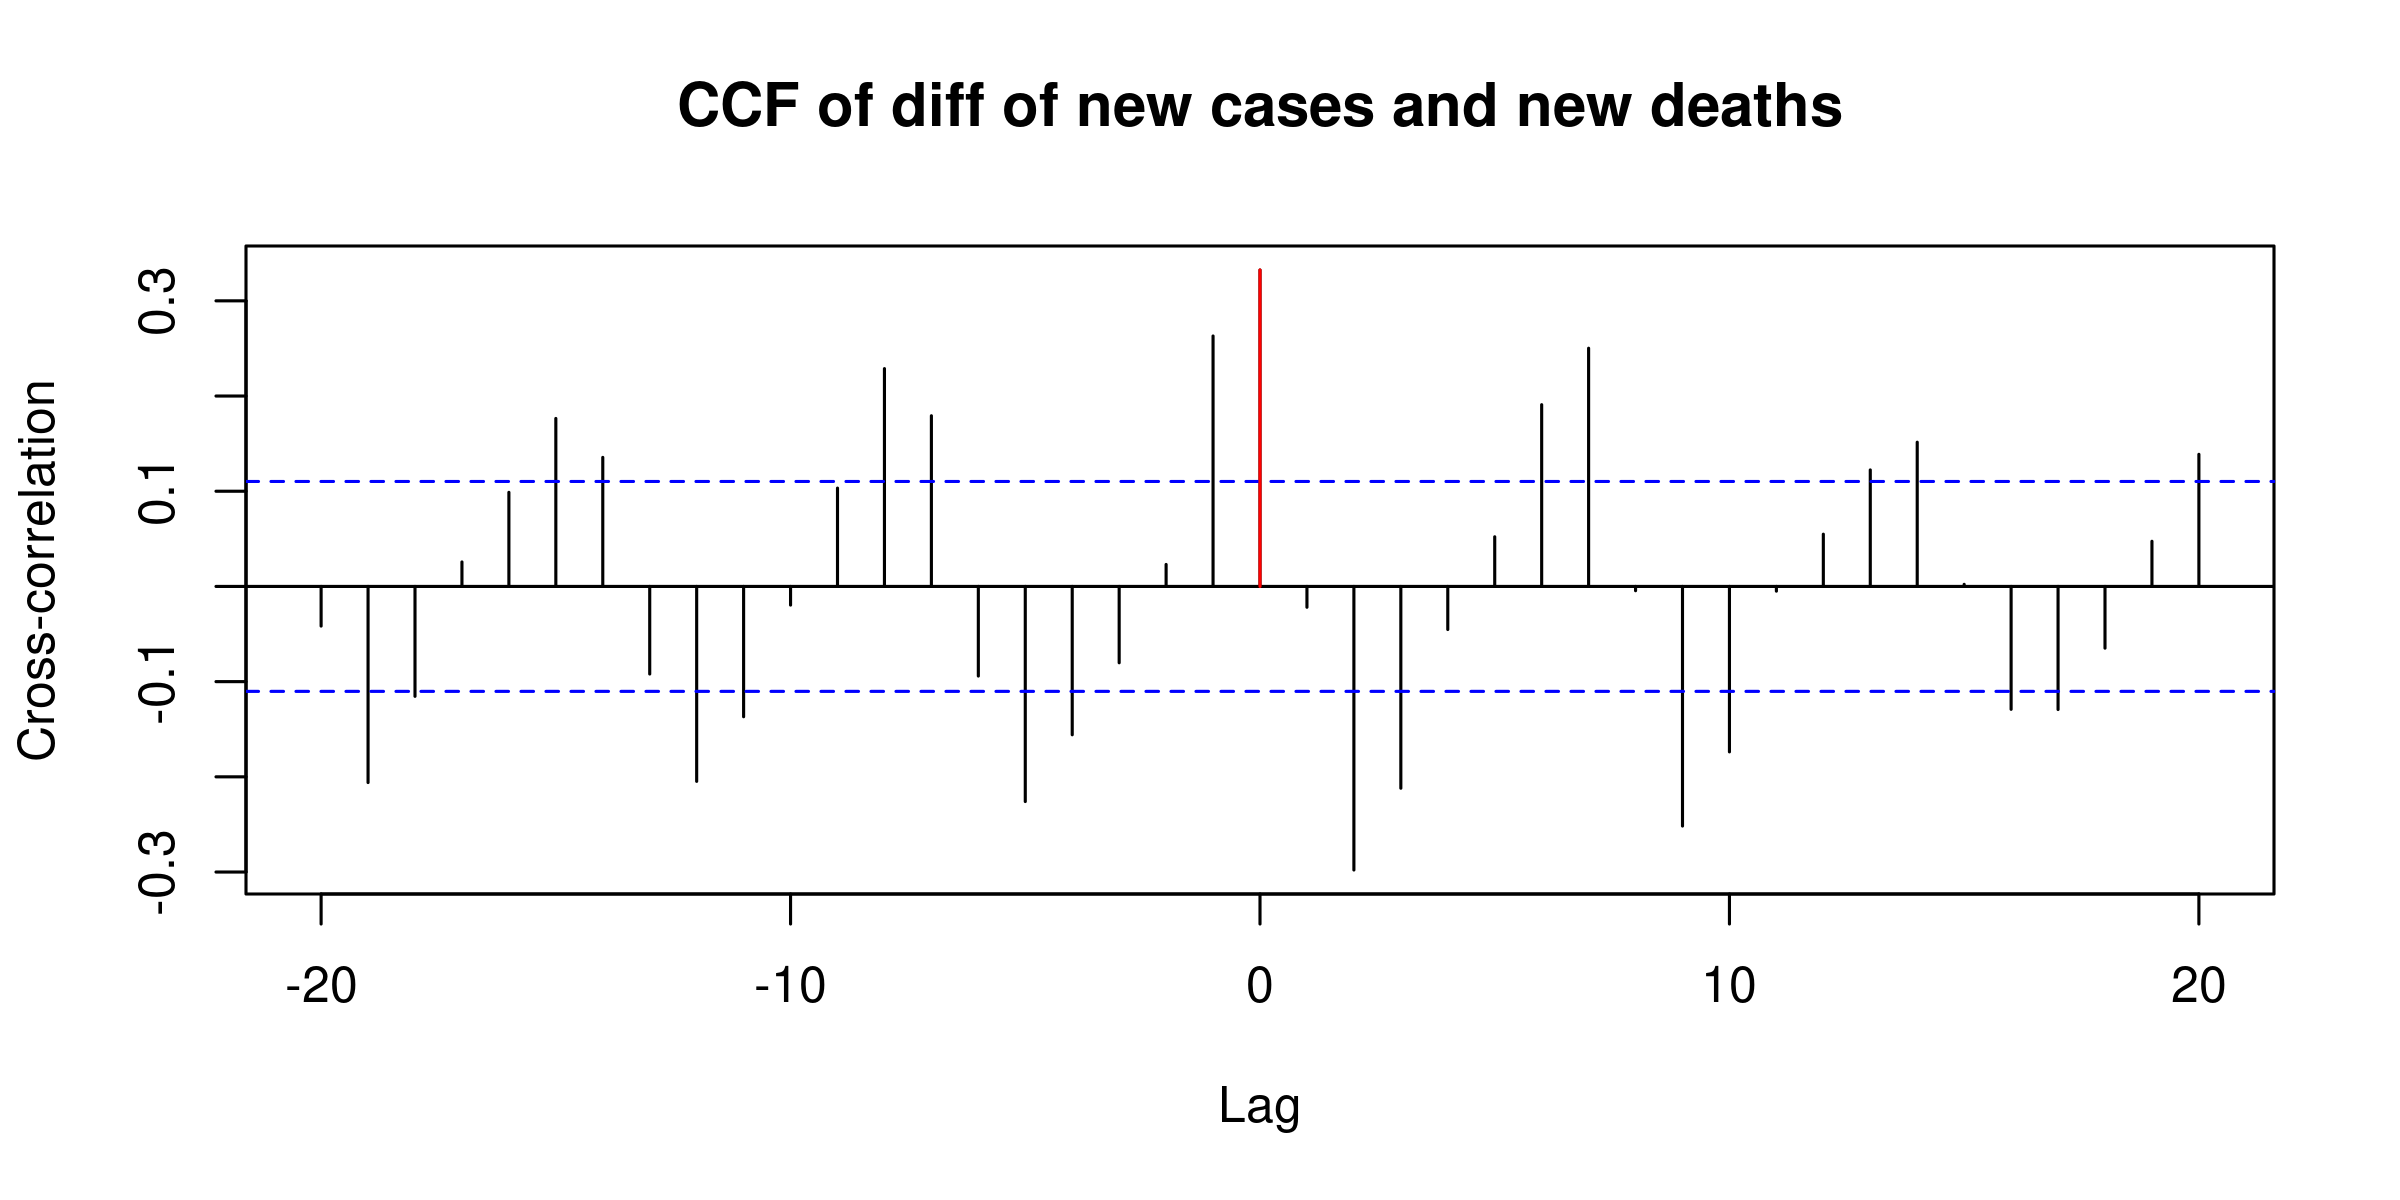 CCF of diff of new cases and new deaths
0.3
0.1
-0.1
-0.3
Cross-correlation
-20 -10 0 10 20
Lag